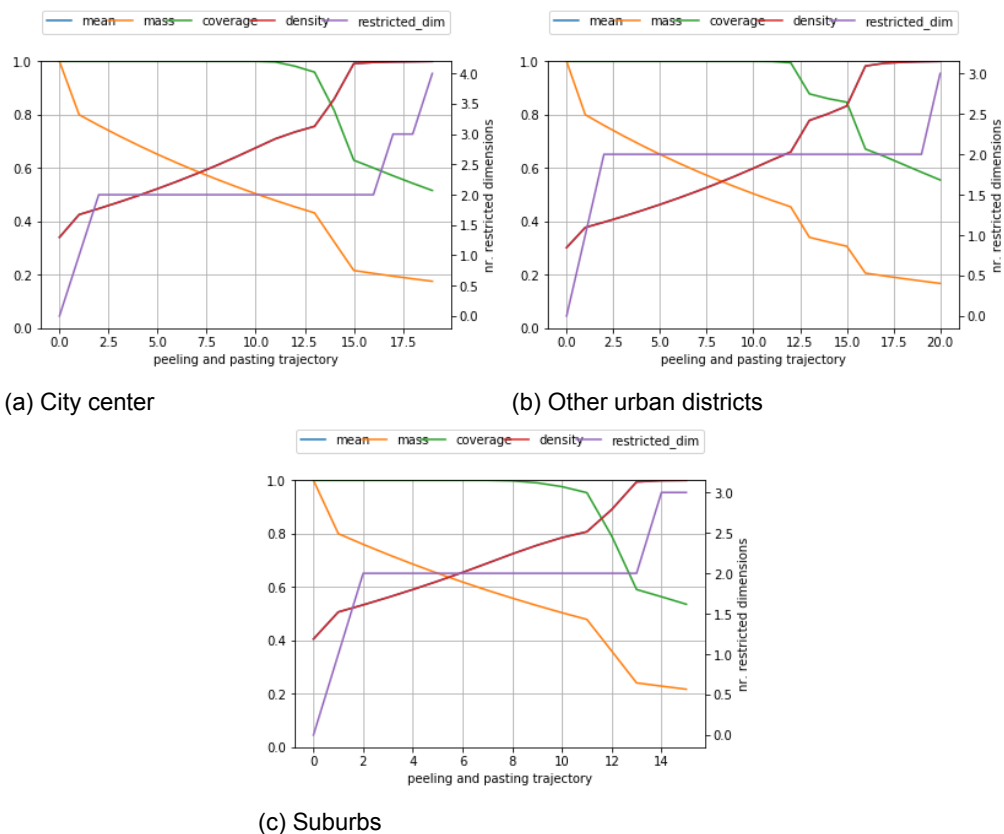 mean mass coverage density restricted_dim
1.0
0.8
0.6
0.4
0.2
0.0
4.0
3.5
3.0
2.5
2.0
1.5
1.0
0.5
0.0
nr. restricted dimensions
0.0 2.5 5.0 7.5 10.0 12.5 15.0 17.5
peeling and pasting trajectory
(a) City center
mean mass coverage density restricted_dim
1.0
0.8
0.6
0.4
0.2
0.0
3.0
2.5
2.0
1.5
1.0
0.5
0.0
nr. restricted dimensions
0.0 2.5 5.0 7.5 10.0 12.5 15.0 17.5 20.0
peeling and pasting trajectory
(b) Other urban districts
mean mass coverage density restricted_dim
1.0
0.8
0.6
0.4
0.2
0.0
3.0
2.5
2.0
1.5
1.0
0.5
0.0
nr. restricted dimensions
0 2 4 6 8 10 12 14
peeling and pasting trajectory
(c) Suburbs